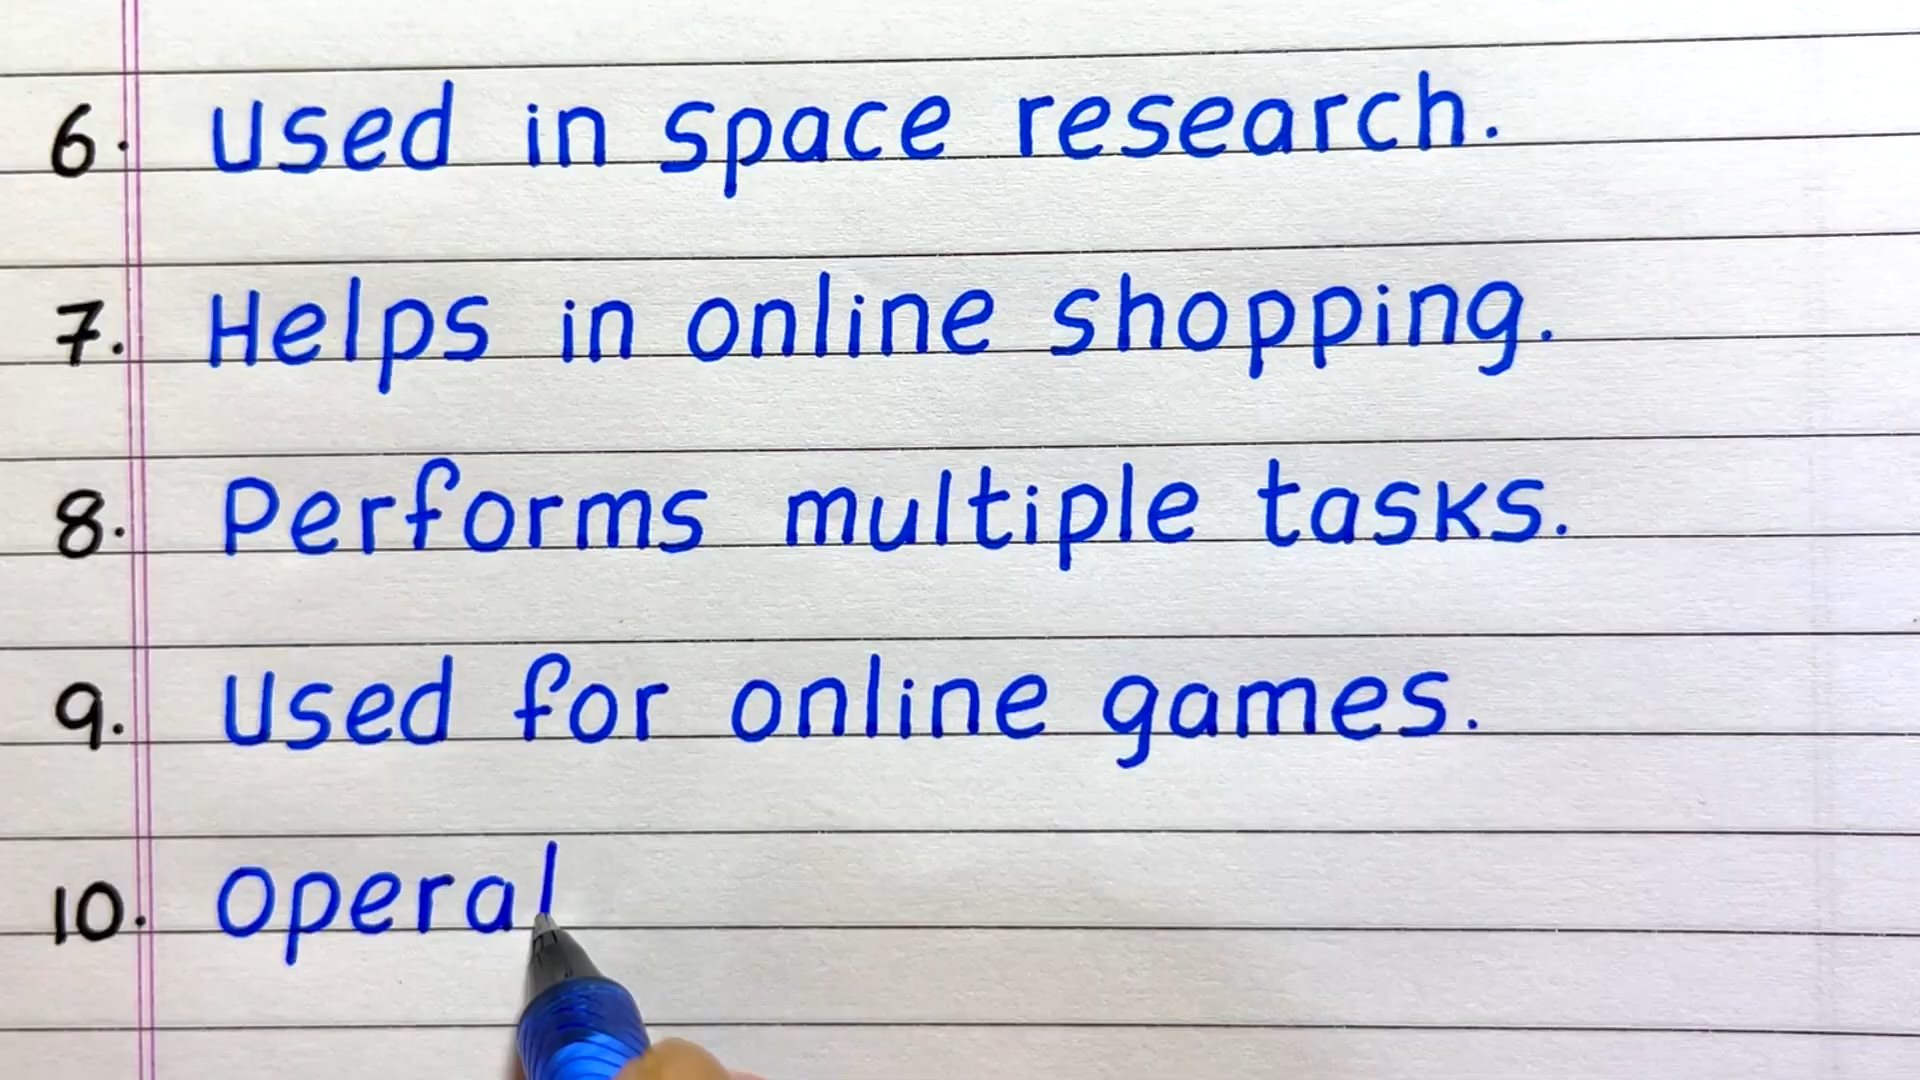 6. Used in space research.
7. Helps in online shopping.
8. Performs multiple tasks.
9. Used for online games.
10. Operal